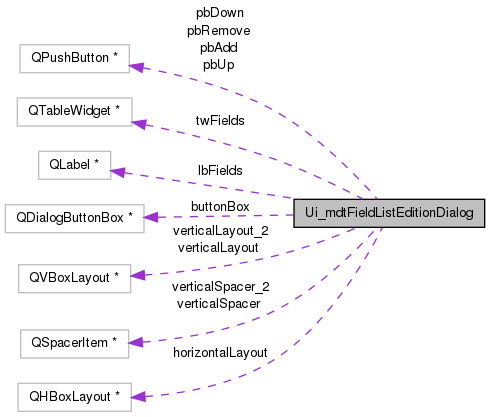 pbDown
pbRemove
pbAdd
pbUp
QPushButton *
QTableWidget *
twFields
QLabel *
lbFields
Ui_mdtFieldListEditionDialog
buttonBox
QDialogButtonBox *
verticalLayout_2
verticalLayout
QVBoxLayout *
verticalSpacer_2
verticalSpacer
QSpacerItem *
horizontalLayout
QHBoxLayout *